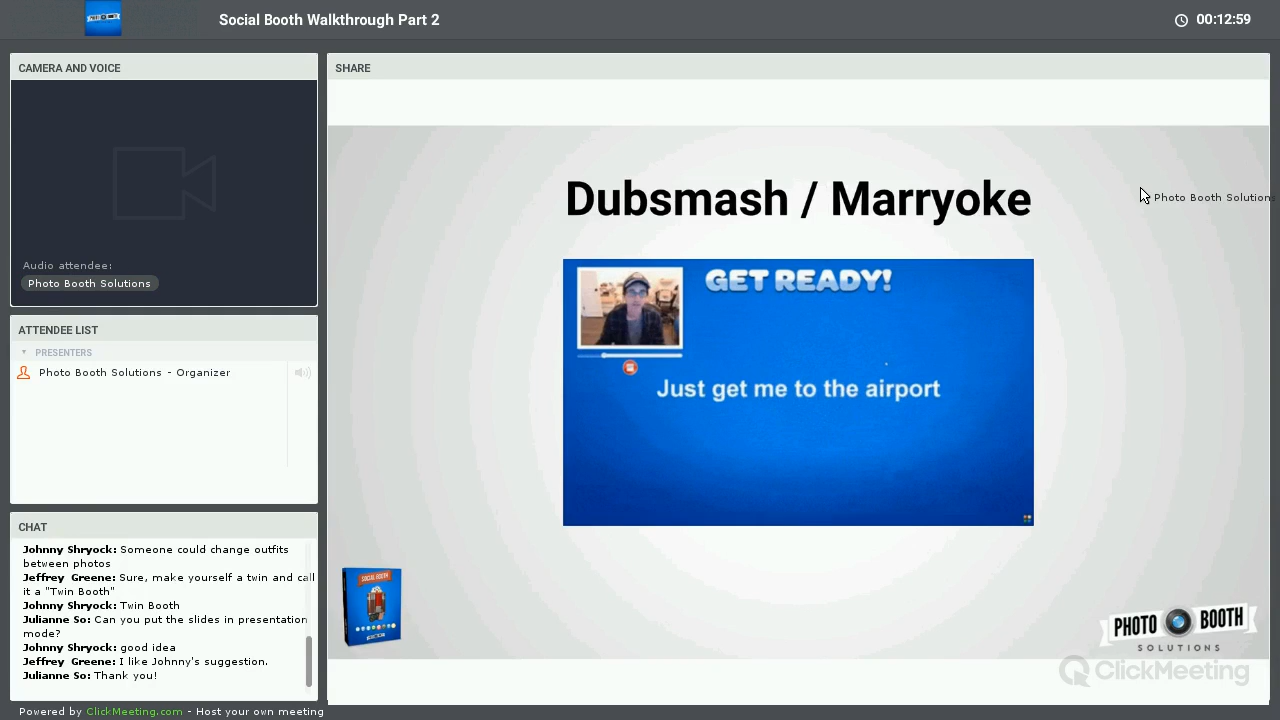 Social Booth Walkthrough Part 2
00:12:59
CAMERA AND VOICE
Audio attendee:
Photo Booth Solutions
ATTENDEE LIST
PRESENTERS
Photo Booth Solutions - Organizer
CHAT
Johnny Shryock: Someone could change outfits
between photos
Jeffrey Greene: Sure, make yourself a twin and call
it a "Twin Booth"
Johnny Shryock: Twin Booth
Julianne So: Can you put the slides in presentation
mode?
Johnny Shryock: good idea
Jeffrey Greene: I like Johnny's suggestion.
Julianne So: Thank you!
Powered by ClickMeeting.com - Host your own meeting
SHARE
Dubsmash / Marryoke
Photo Booth Solutions
GET READY!
Just get me to the airport
SOCIAL BOOTH
PHOTO BOOTH
SOLUTIONS
ClickMeeting